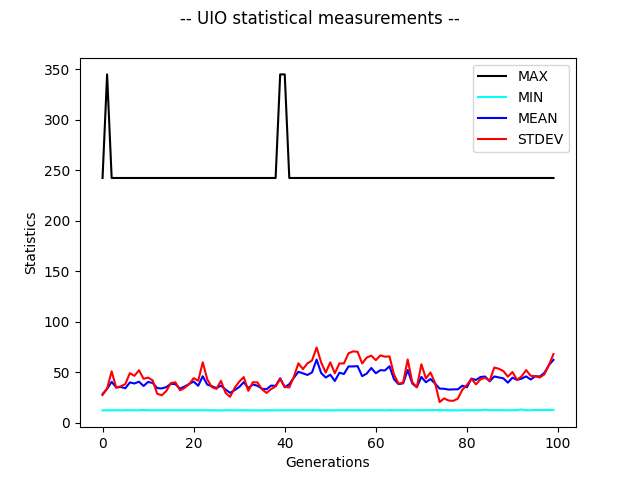 -- UIO statistical measurements --
350
300
250
200
150
100
50
0
Statistics
MAX
MIN
MEAN
STDEV
0 20 40 60 80 100
Generations